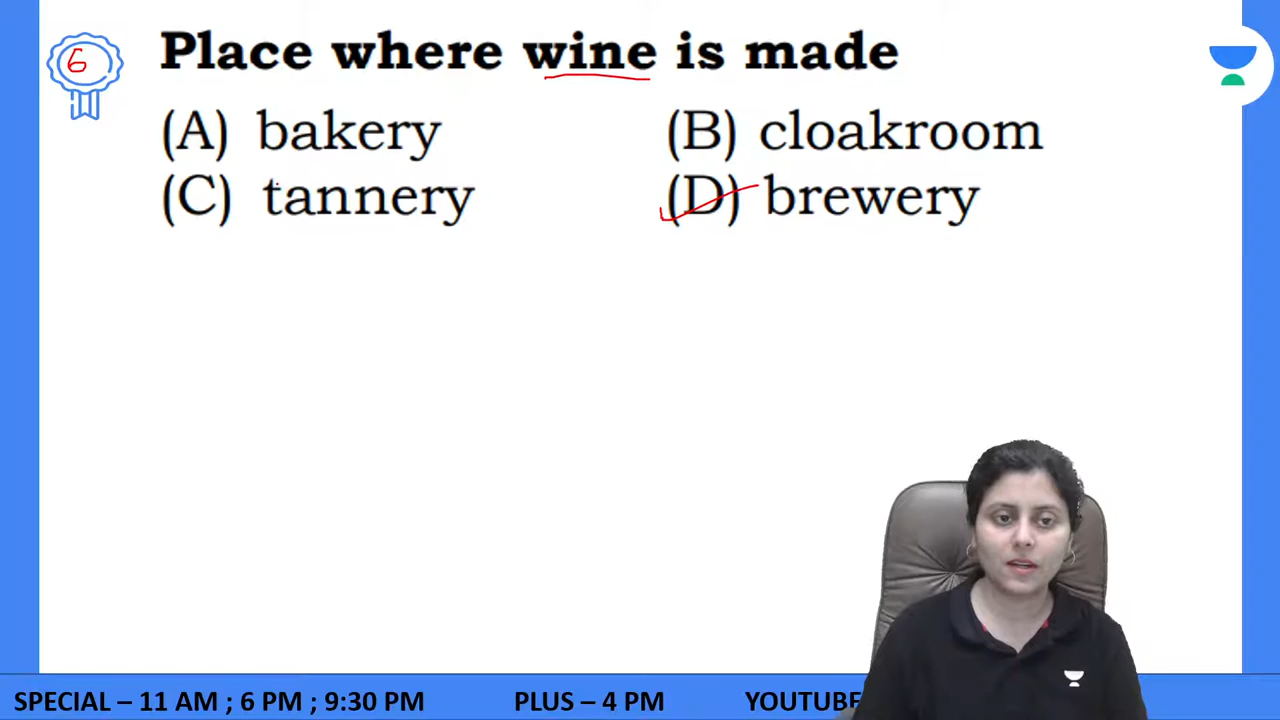 6
Place where wine is made
(A) bakery (B) cloakroom
(C) tannery (D) brewery
SPECIAL – 11 AM ; 6 PM ; 9:30 PM PLUS – 4 PM YOUTUBE